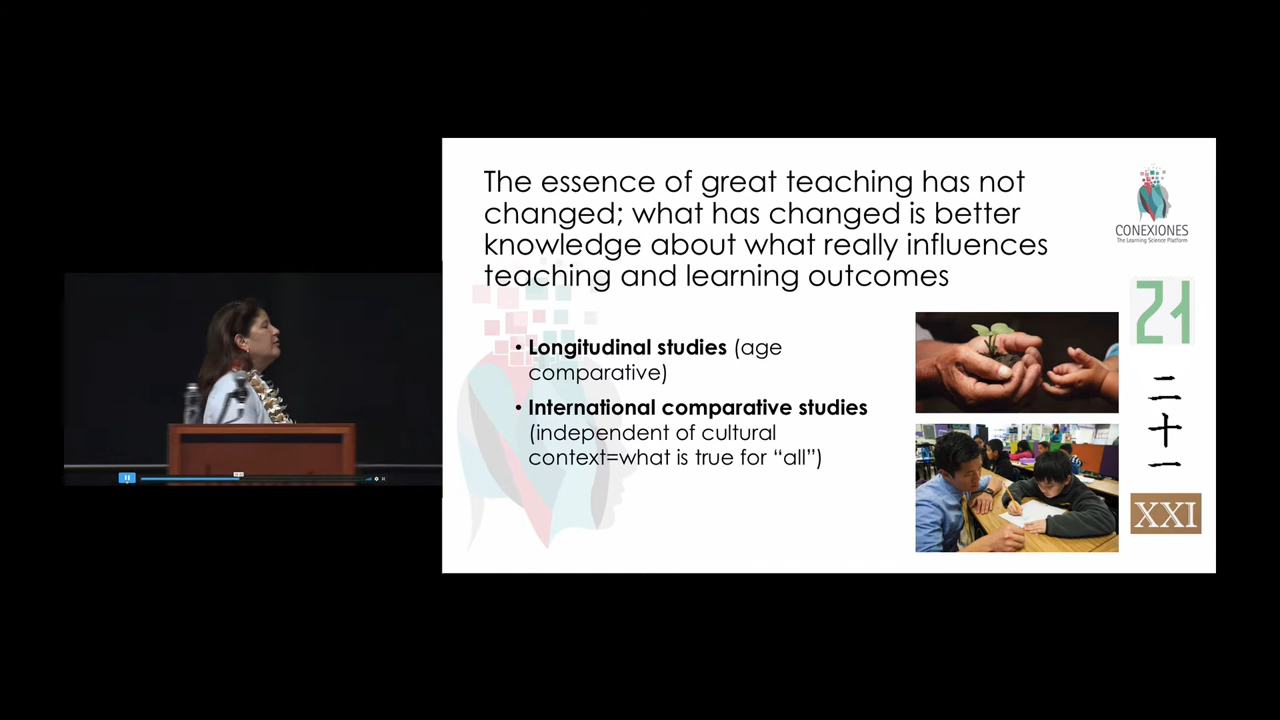 The essence of great teaching has not
changed; what has changed is better
knowledge about what really influences
teaching and learning outcomes
• Longitudinal studies (age
comparative)
• International comparative studies
(independent of cultural
context=what is true for “all”)
CONEXIONES
The Learning Science Platform
21
二
十
一
XXI